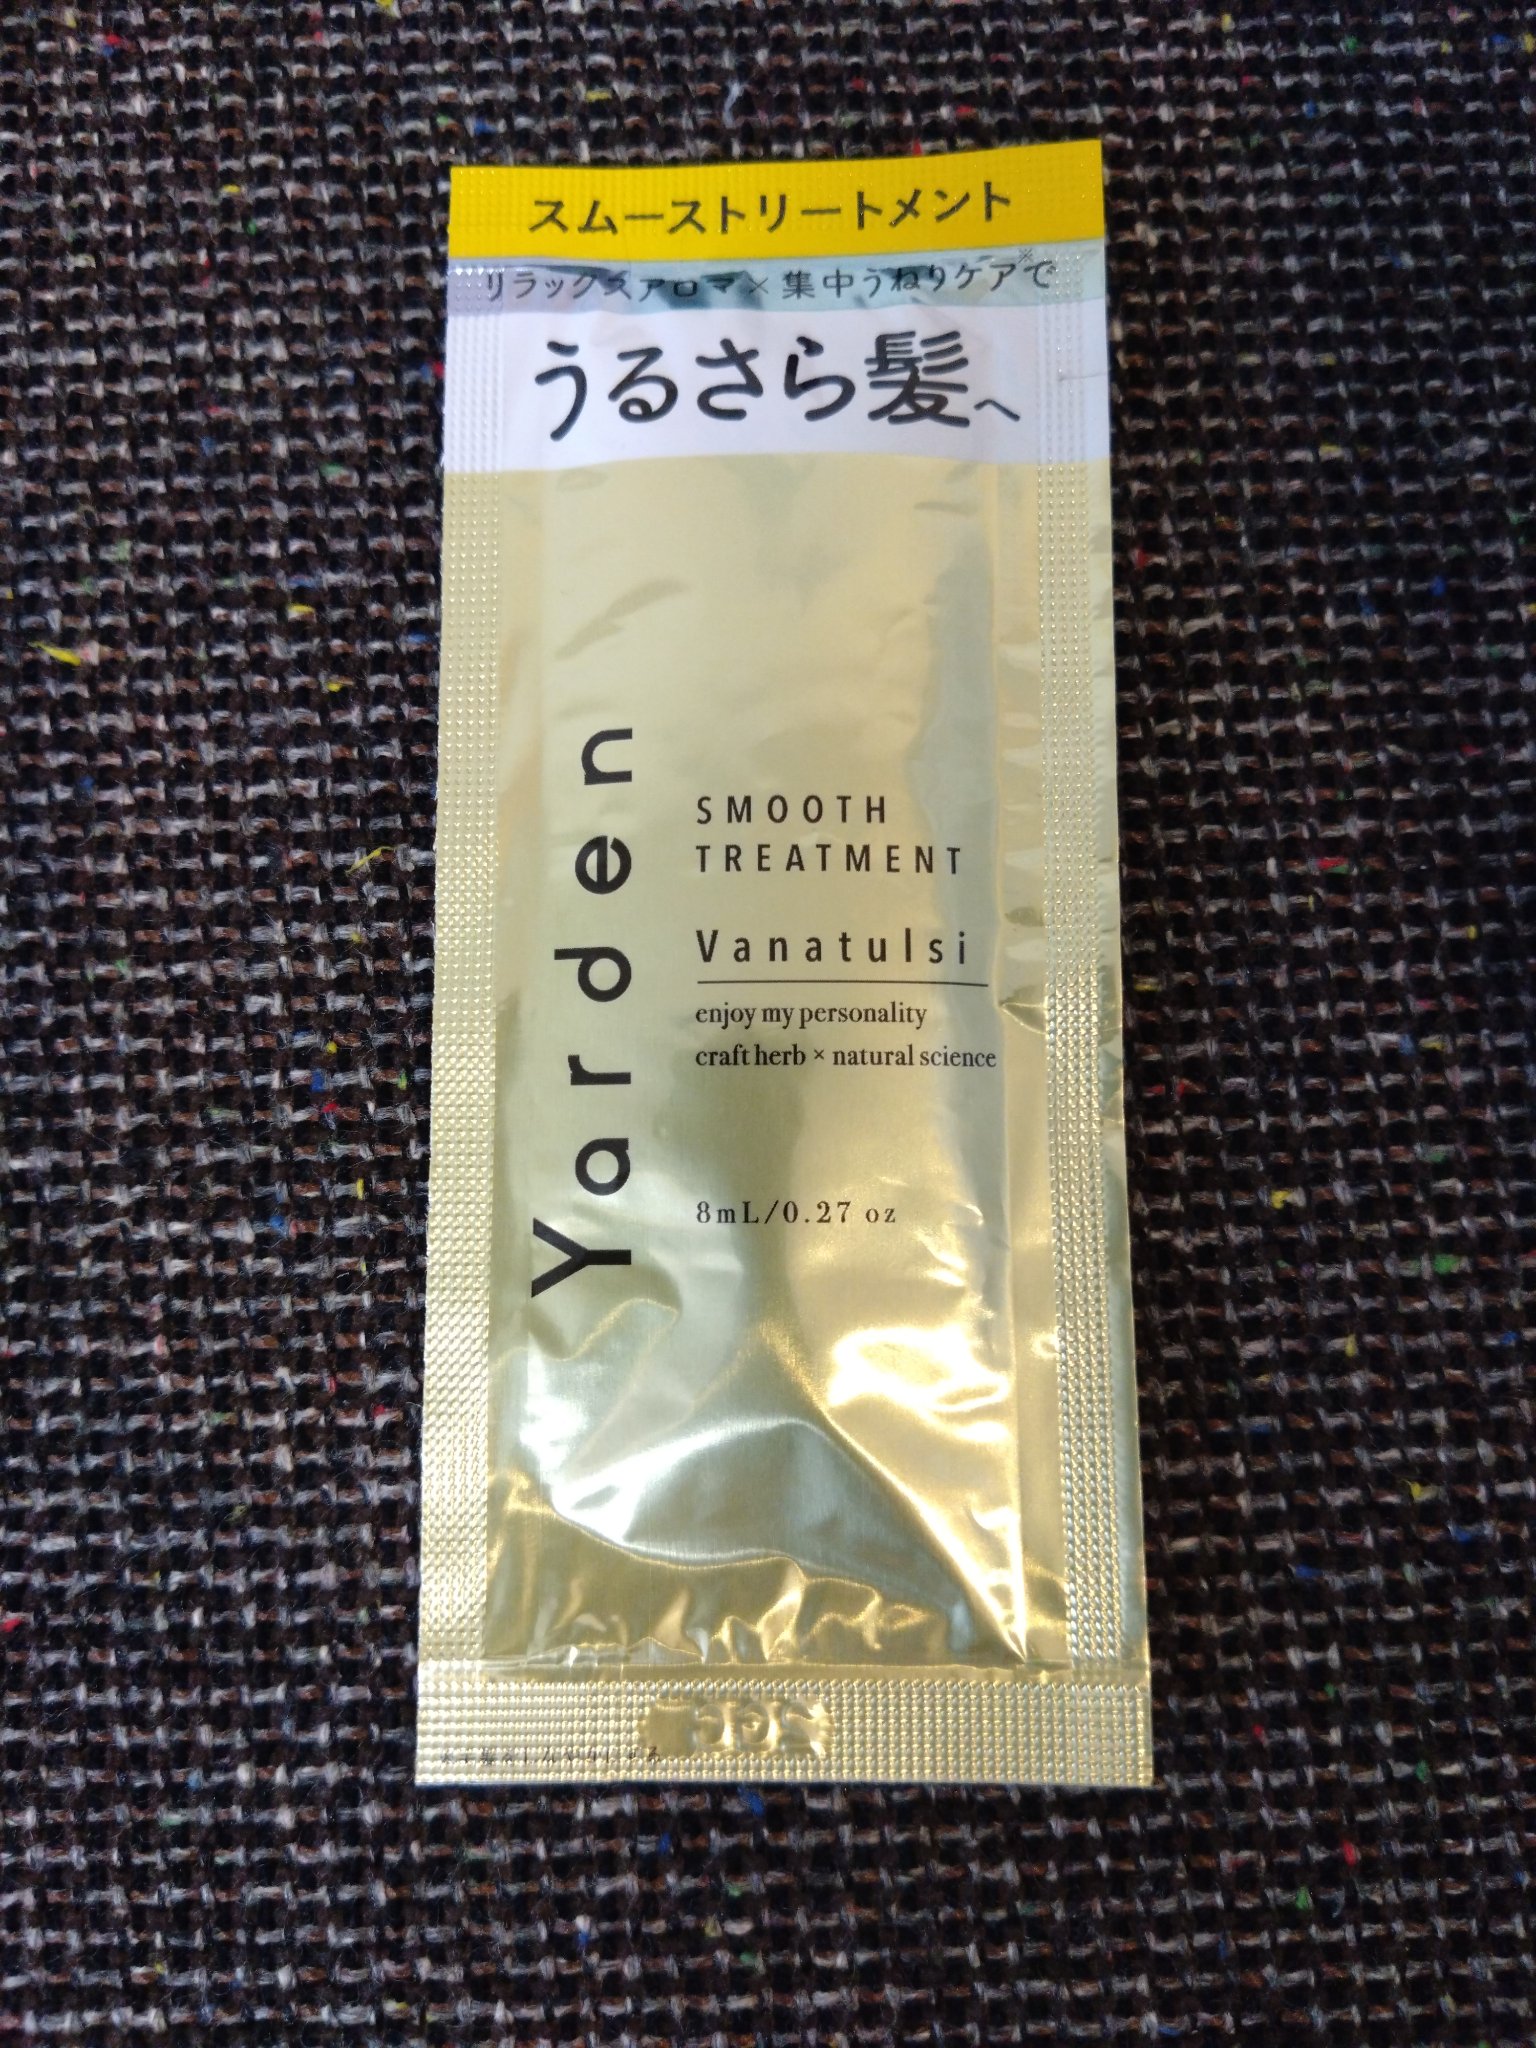 スムーストリートメント
リラックスアロマ×集中うねりケア※で
うるさら髪へ
Yarden
SMOOTH
TREATMENT
Vanatulsi
enjoy my personality
craft herb × natural science
8mL/0.27 oz